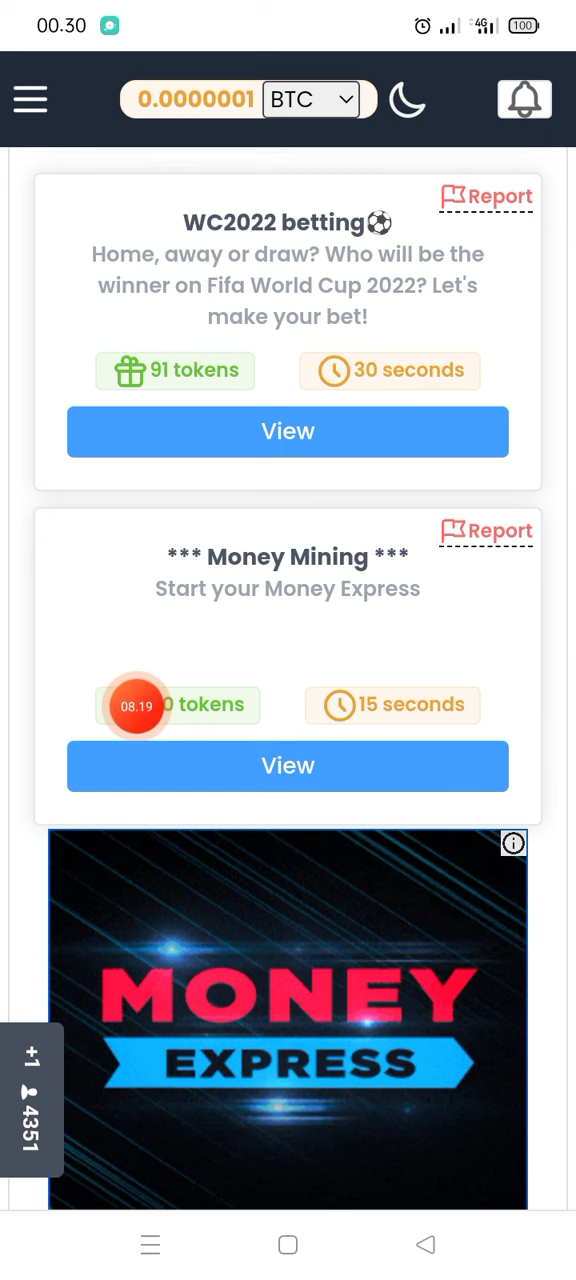 00.30
4G
100
0.0000001 BTC
Report
WC2022 betting⚽
Home, away or draw? Who will be the
winner on Fifa World Cup 2022? Let's
make your bet!
91 tokens
30 seconds
View
Report
*** Money Mining ***
Start your Money Express
08.19
0 tokens
15 seconds
View
MONEY
EXPRESS
+1 4351